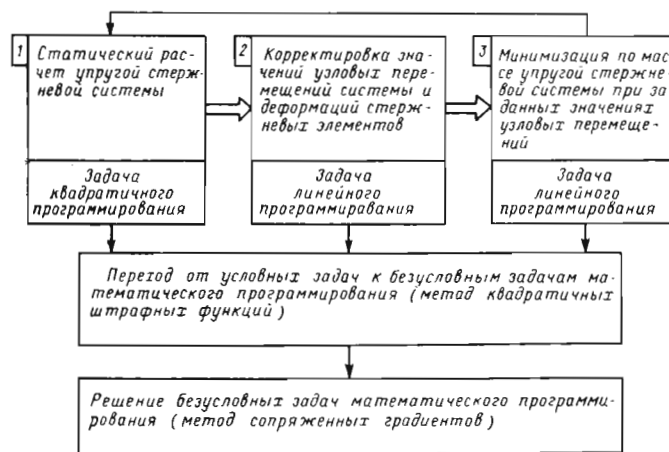 1
Статический рас-
чет упругой стерж-
невой системы
Задача
квадратичного
программирования
2
Корректировка зна-
чений узловых пере-
мещений системы и
деформаций стерж-
невых элементов
Задача
линейного
программирования
3
Минимизация по мас-
се упругой стержне-
вой системы при за-
данных значениях
узловых перемеще-
ний
Задача
линейного
программирования
Переход от условных задач к безусловным задачам ма-
тематического программирования (метод квадратичных
штрафных функций)
Решение безусловных задач математического программи-
рования (метод сопряженных градиентов)